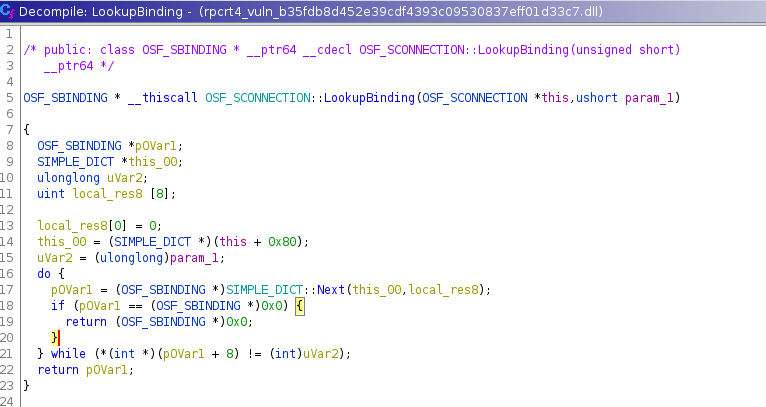 Decompile: LookupBinding - (rpcrt4_vuln_b35fdb8d452e39cdf4393c09530837eff01d33c7.dll)
1
2 /* public: class OSF_SBINDING * __ptr64 __cdecl OSF_SCONNECTION::LookupBinding(unsigned short)
3 __ptr64 */
4
5 OSF_SBINDING * __thiscall OSF_SCONNECTION::LookupBinding(OSF_SCONNECTION *this,ushort param_1)
6
7 {
8 OSF_SBINDING *pOVar1;
9 SIMPLE_DICT *this_00;
10 ulonglong uVar2;
11 uint local_res8 [8];
12
13 local_res8[0] = 0;
14 this_00 = (SIMPLE_DICT *)(this + 0x80);
15 uVar2 = (ulonglong)param_1;
16 do {
17 pOVar1 = (OSF_SBINDING *)SIMPLE_DICT::Next(this_00,local_res8);
18 if (pOVar1 == (OSF_SBINDING *)0x0) {
19 return (OSF_SBINDING *)0x0;
20 }
21 } while (*(int *)(pOVar1 + 8) != (int)uVar2);
22 return pOVar1;
23 }
24